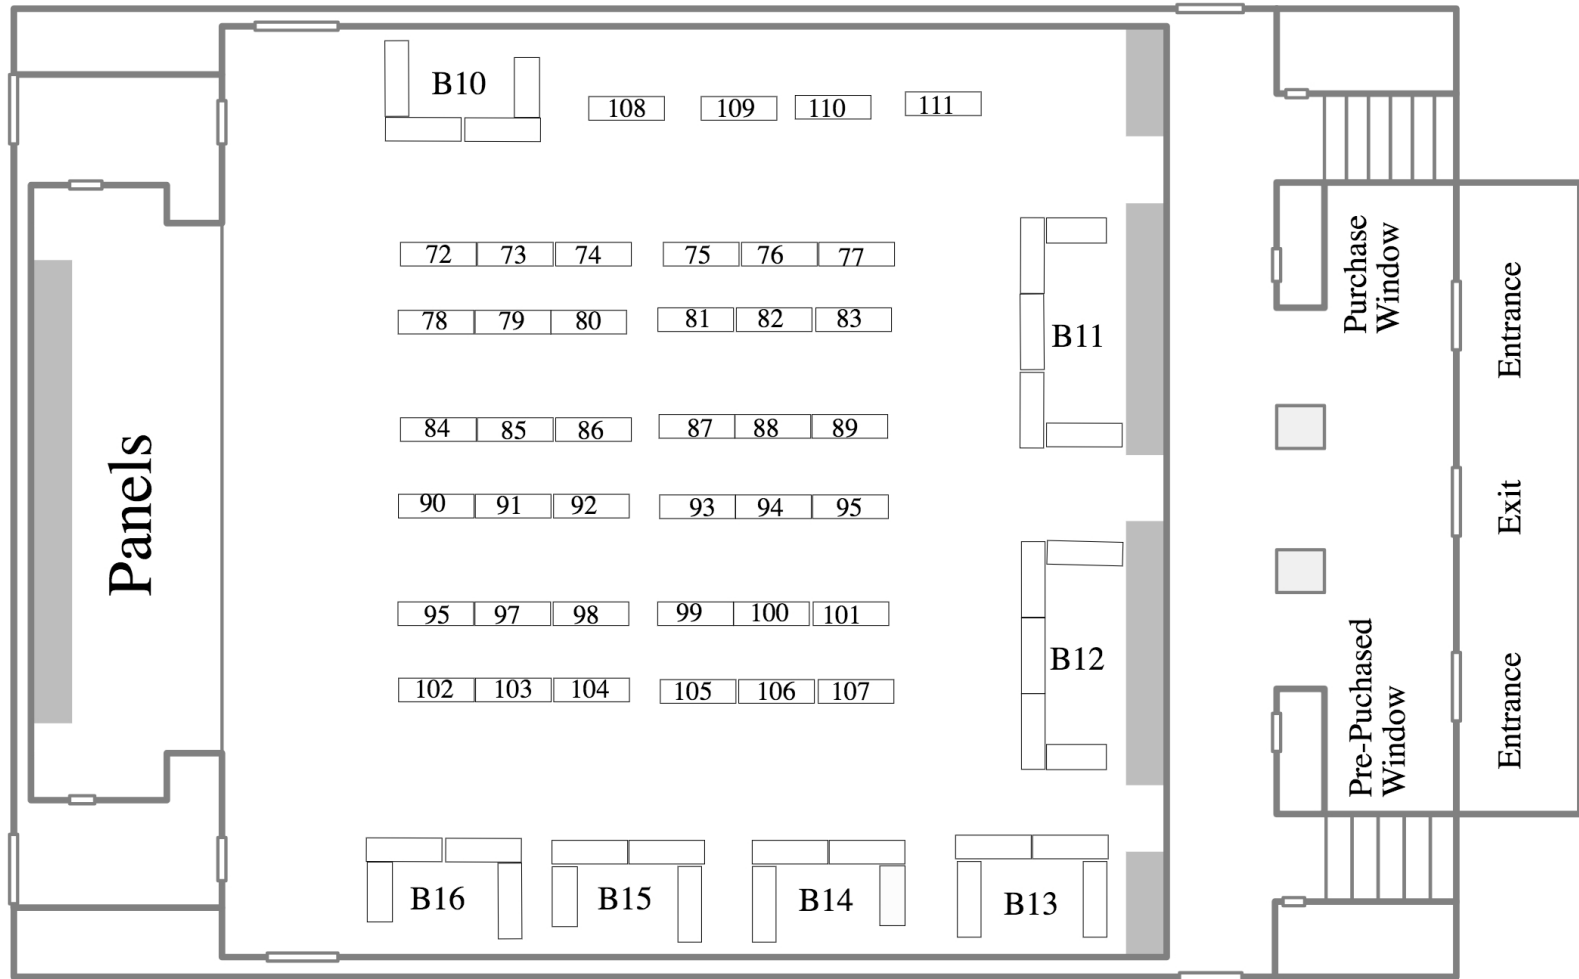 B10
108 109 110 111
72 73 74 75 76 77
78 79 80 81 82 83
B11
84 85 86 87 88 89
90 91 92 93 94 95
95 97 98 99 100 101
B12
102 103 104 105 106 107
B16 B15 B14 B13
Panels
Purchase
Window
Pre-Puchased
Window
Entrance
Exit
Entrance